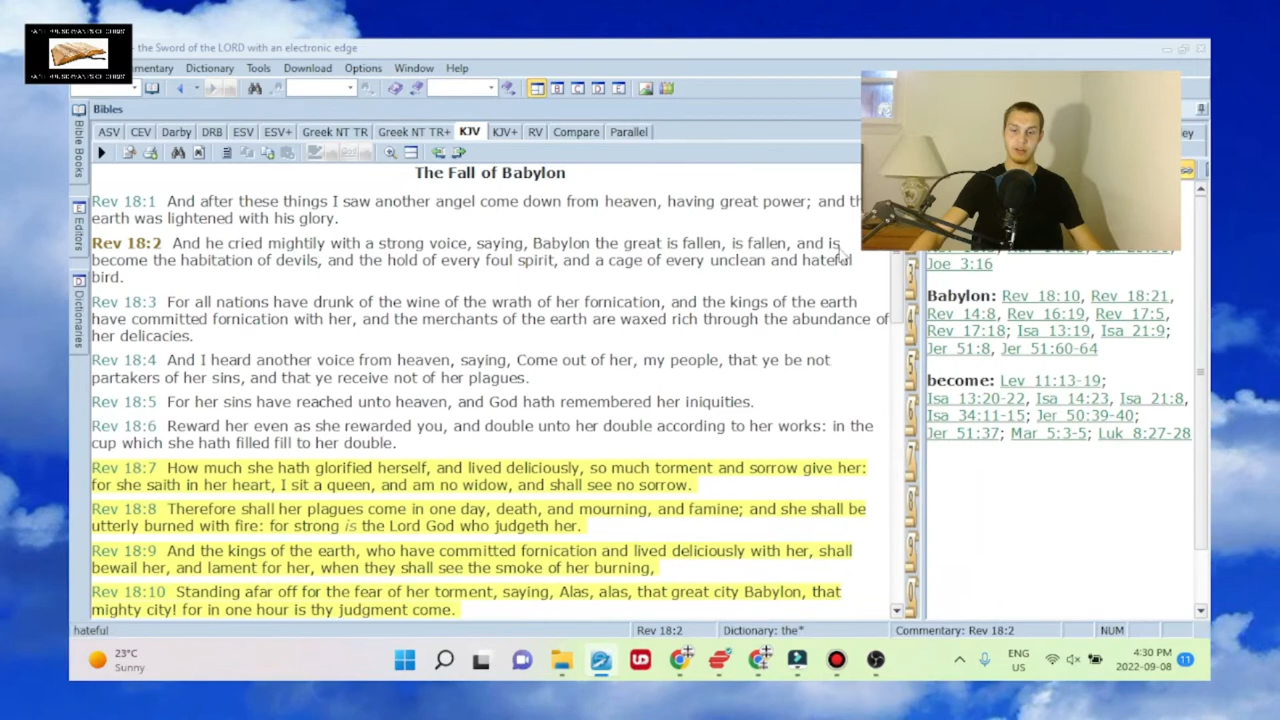 FAITHFUL SERVANTS OF CHRIST
FAITHFUL SERVANTS OF CHRIST
- the Sword of the LORD with an electronic edge
mentary Dictionary Tools Download Options Window Help
Bibles
ASV CEV Darby DRB ESV ESV+ Greek NT TR Greek NT TR+ KJV KJV+ RV Compare Parallel
The Fall of Babylon
Rev 18:1 And after these things I saw another angel come down from heaven, having great power; and th
earth was lightened with his glory.
Rev 18:2 And he cried mightily with a strong voice, saying, Babylon the great is fallen, is fallen, and is
become the habitation of devils, and the hold of every foul spirit, and a cage of every unclean and hateful
bird.
Rev 18:3 For all nations have drunk of the wine of the wrath of her fornication, and the kings of the earth
have committed fornication with her, and the merchants of the earth are waxed rich through the abundance of
her delicacies.
Rev 18:4 And I heard another voice from heaven, saying, Come out of her, my people, that ye be not
partakers of her sins, and that ye receive not of her plagues.
Rev 18:5 For her sins have reached unto heaven, and God hath remembered her iniquities.
Rev 18:6 Reward her even as she rewarded you, and double unto her double according to her works: in the
cup which she hath filled fill to her double.
Rev 18:7 How much she hath glorified herself, and lived deliciously, so much torment and sorrow give her:
for she saith in her heart, I sit a queen, and am no widow, and shall see no sorrow.
Rev 18:8 Therefore shall her plagues come in one day, death, and mourning, and famine; and she shall be
utterly burned with fire: for strong is the Lord God who judgeth her.
Rev 18:9 And the kings of the earth, who have committed fornication and lived deliciously with her, shall
bewail her, and lament for her, when they shall see the smoke of her burning,
Rev 18:10 Standing afar off for the fear of her torment, saying, Alas, alas, that great city Babylon, that
mighty city! for in one hour is thy judgment come.
Bible Books
Editors
Dictionaries
ey
Joe 3:16
Babylon: Rev 18:10, Rev 18:21,
Rev 14:8, Rev 16:19, Rev 17:5,
Rev 17:18; Isa 13:19, Isa 21:9;
Jer 51:8, Jer 51:60-64
become: Lev 11:13-19;
Isa 13:20-22, Isa 14:23, Isa 21:8,
Isa 34:11-15; Jer 50:39-40;
Jer 51:37; Mar 5:3-5; Luk 8:27-28
3
4
5
6
7
8
9
0
hateful Rev 18:2 Dictionary: the* Commentary: Rev 18:2 NUM
23°C
Sunny
ENG
US
4:30 PM
2022-09-08
11